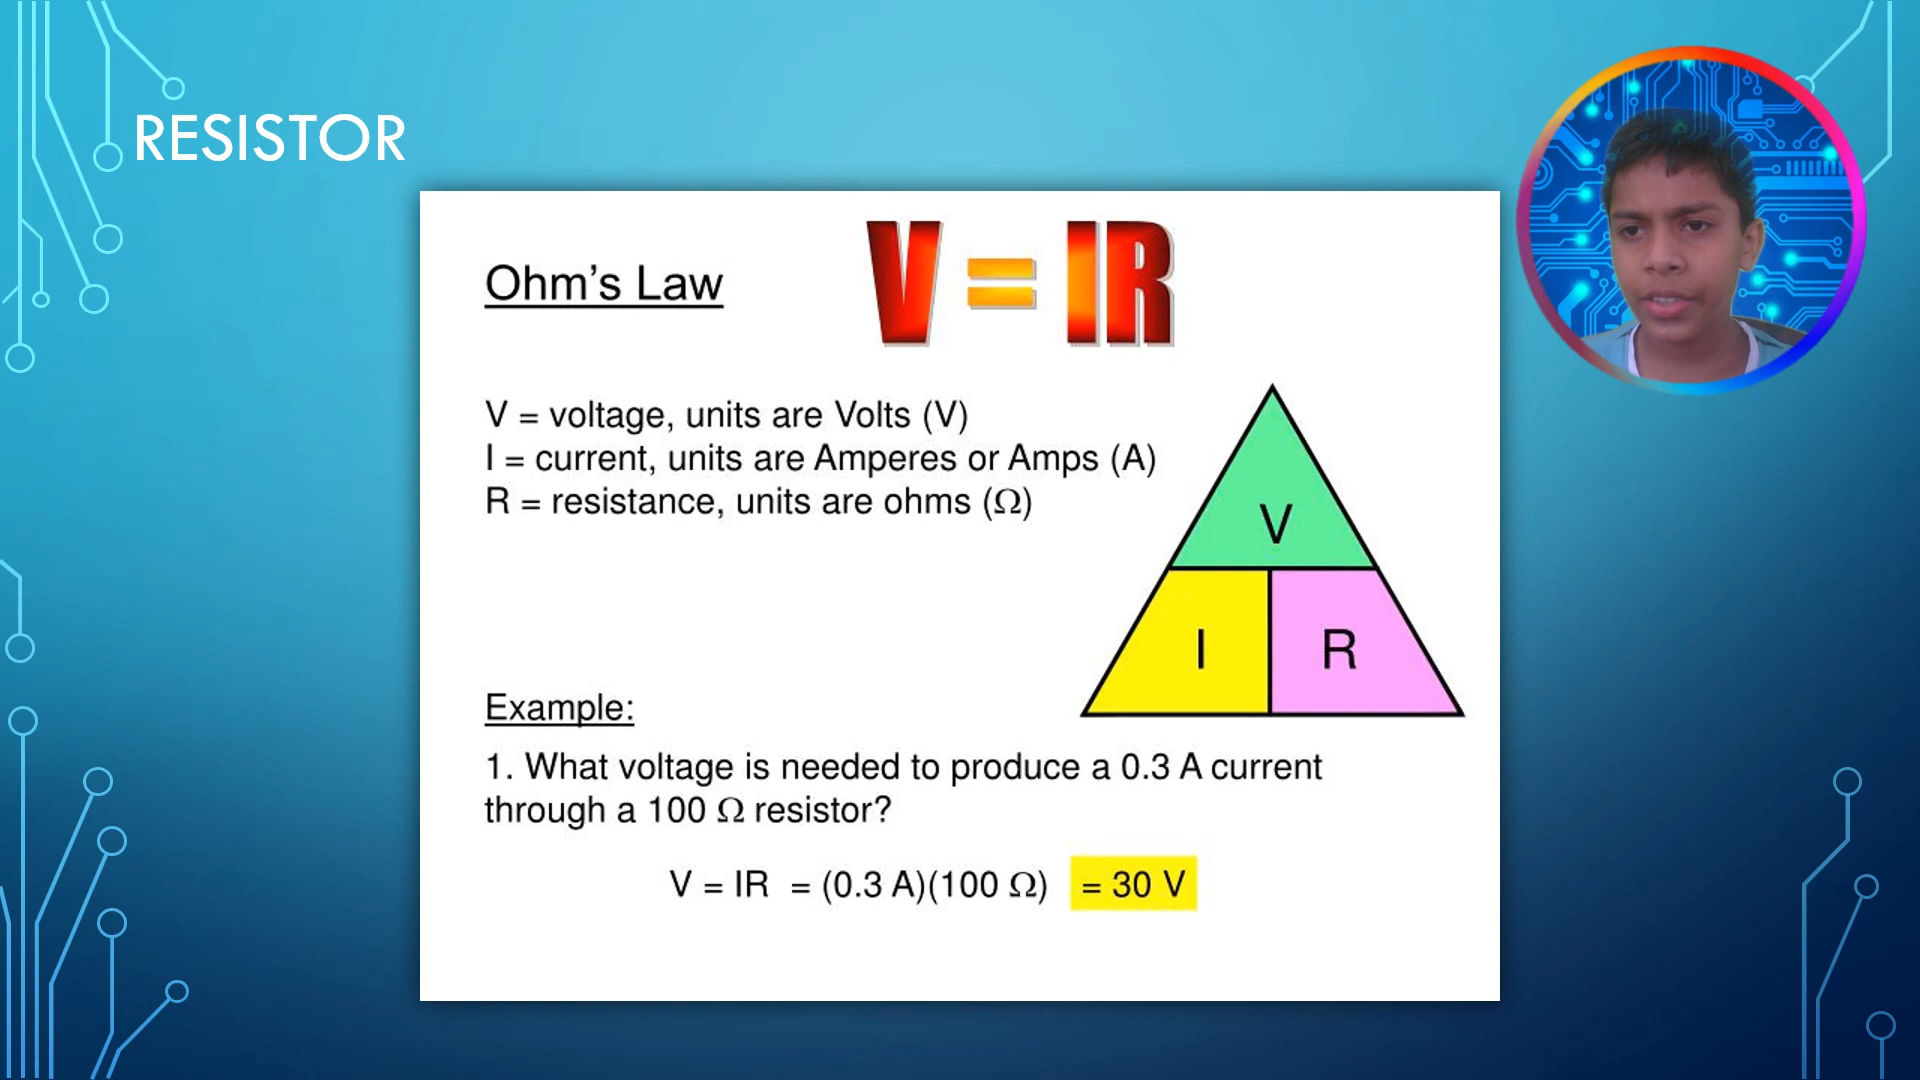 RESISTOR
Ohm’s Law
V = IR
V = voltage, units are Volts (V)
I = current, units are Amperes or Amps (A)
R = resistance, units are ohms (Ω)
V
I R
Example:
1. What voltage is needed to produce a 0.3 A current
through a 100 Ω resistor?
V = IR = (0.3 A)(100 Ω) = 30 V